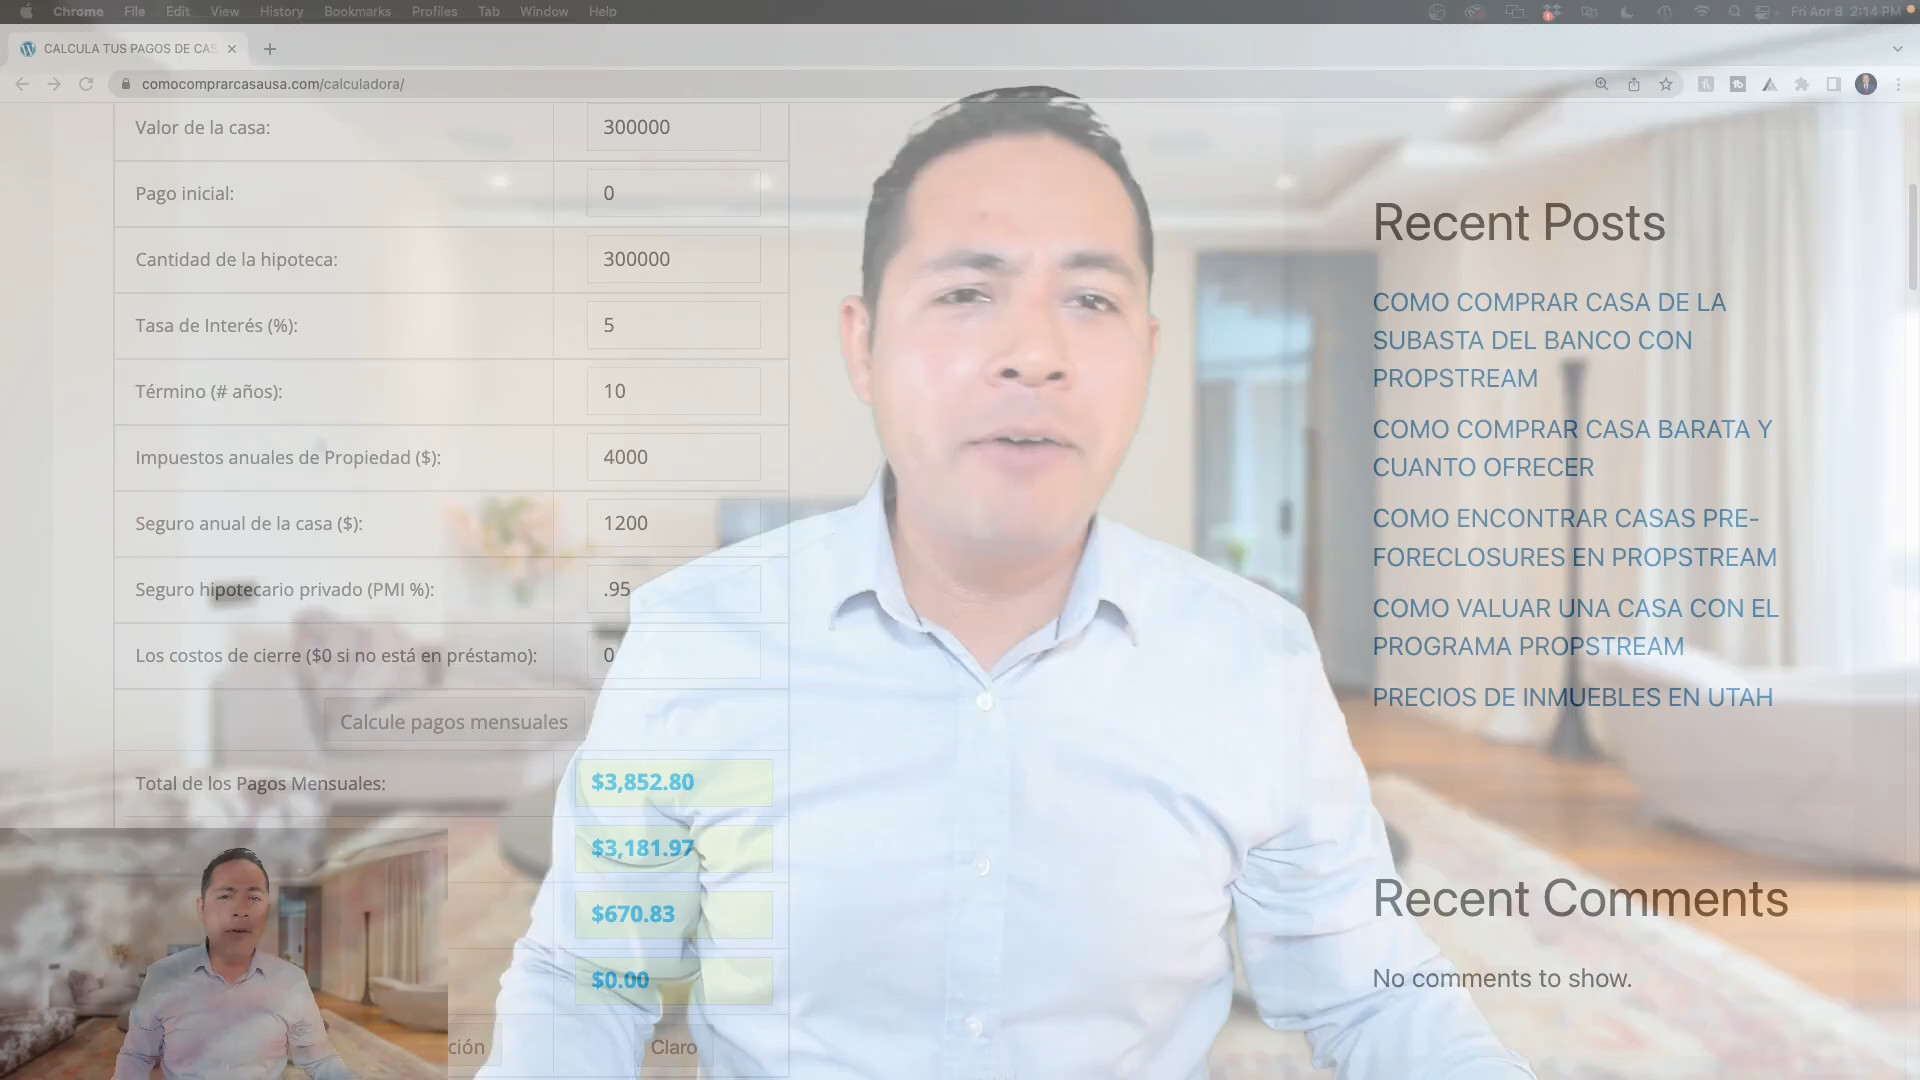 Chrome File Edit View History Bookmarks Profiles Tab Window Help
Fri Apr 8 2:14 PM
CALCULA TUS PAGOS DE CAS
comocomprarcasausa.com/calculadora/
Valor de la casa: 300000
Pago inicial: 0
Cantidad de la hipoteca: 300000
Tasa de Interés (%): 5
Término (# años): 10
Impuestos anuales de Propiedad ($): 4000
Seguro anual de la casa ($): 1200
Seguro hipotecario privado (PMI %): .95
Los costos de cierre ($0 si no está en préstamo): 0
Calcule pagos mensuales
Total de los Pagos Mensuales: $3,852.80
$3,181.97
$670.83
$0.00
ción Claro
Recent Posts
COMO COMPRAR CASA DE LA
SUBASTA DEL BANCO CON
PROPSTREAM
COMO COMPRAR CASA BARATA Y
CUANTO OFRECER
COMO ENCONTRAR CASAS PRE-
FORECLOSURES EN PROPSTREAM
COMO VALUAR UNA CASA CON EL
PROGRAMA PROPSTREAM
PRECIOS DE INMUEBLES EN UTAH
Recent Comments
No comments to show.